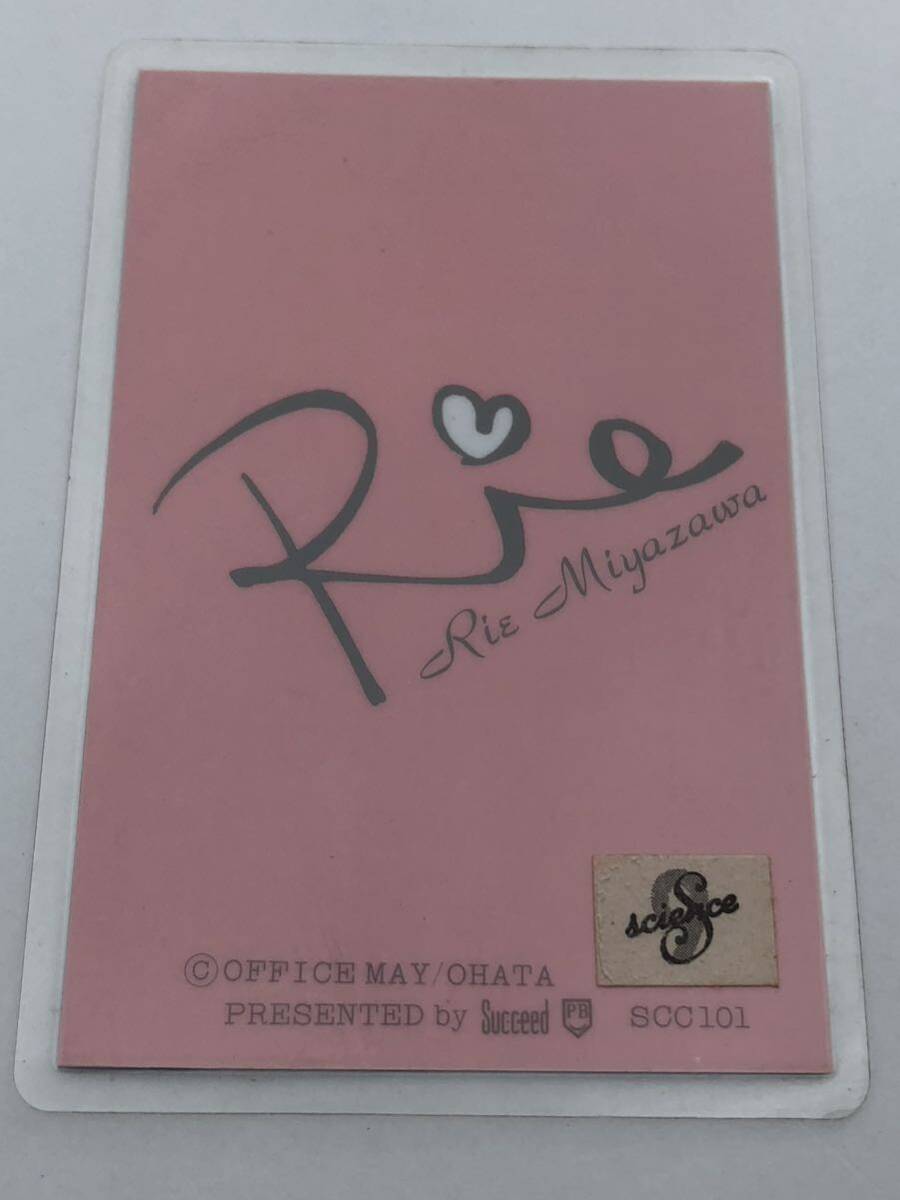 Rie
Rie Miyazawa
S
science
©OFFICE MAY/OHATA
PRESENTED by Succeed PB SCC101